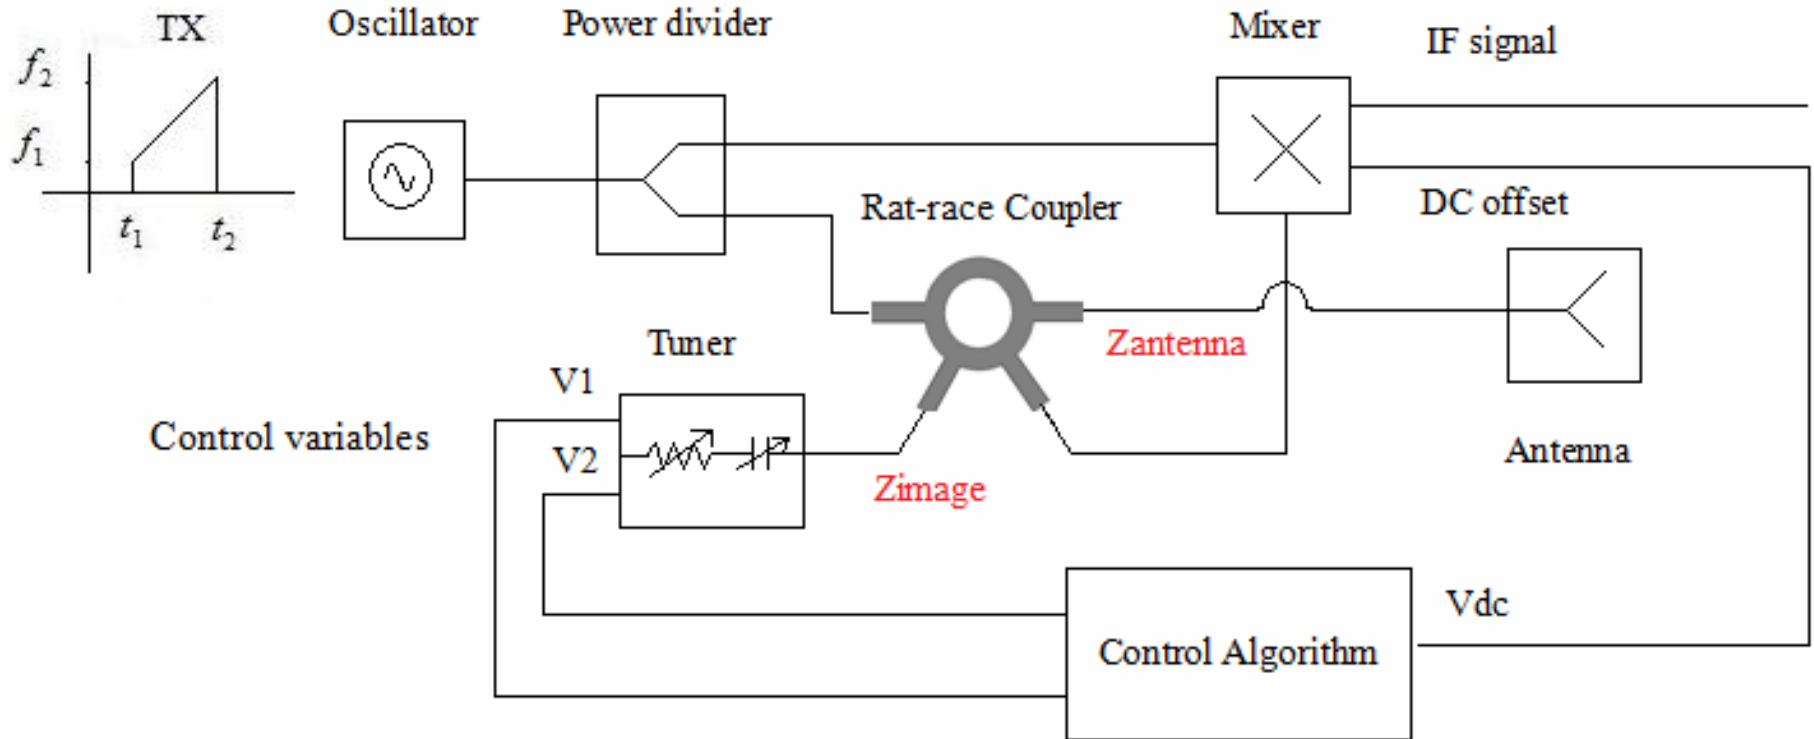 TX
Oscillator
Power divider
Mixer
IF signal
f2
f1
t1
t2
Rat-race Coupler
DC offset
Tuner
Zantenna
V1
Control variables
V2
Zimage
Antenna
Vdc
Control Algorithm